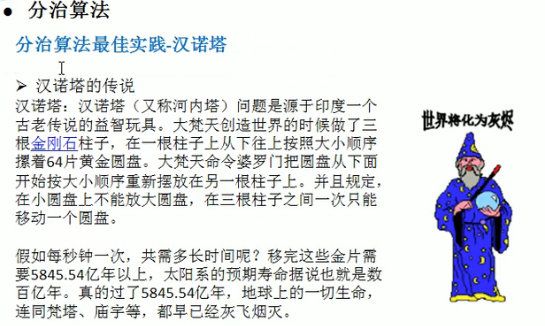 ● 分治算法
分治算法最佳实践-汉诺塔
➢ 汉诺塔的传说
汉诺塔：汉诺塔（又称河内塔）问题是源于印度一个
古老传说的益智玩具。大梵天创造世界的时候做了三
根金刚石柱子，在一根柱子上从下往上按照大小顺序
摞着64片黄金圆盘。大梵天命令婆罗门把圆盘从下面
开始按大小顺序重新摆放在另一根柱子上。并且规定，
在小圆盘上不能放大圆盘，在三根柱子之间一次只能
移动一个圆盘。
假如每秒钟一次，共需多长时间呢？移完这些金片需
要5845.54亿年以上，太阳系的预期寿命据说也就是数
百亿年。真的过了5845.54亿年，地球上的一切生命，
连同梵塔、庙宇等，都早已经灰飞烟灭。
世界将化为灰烬